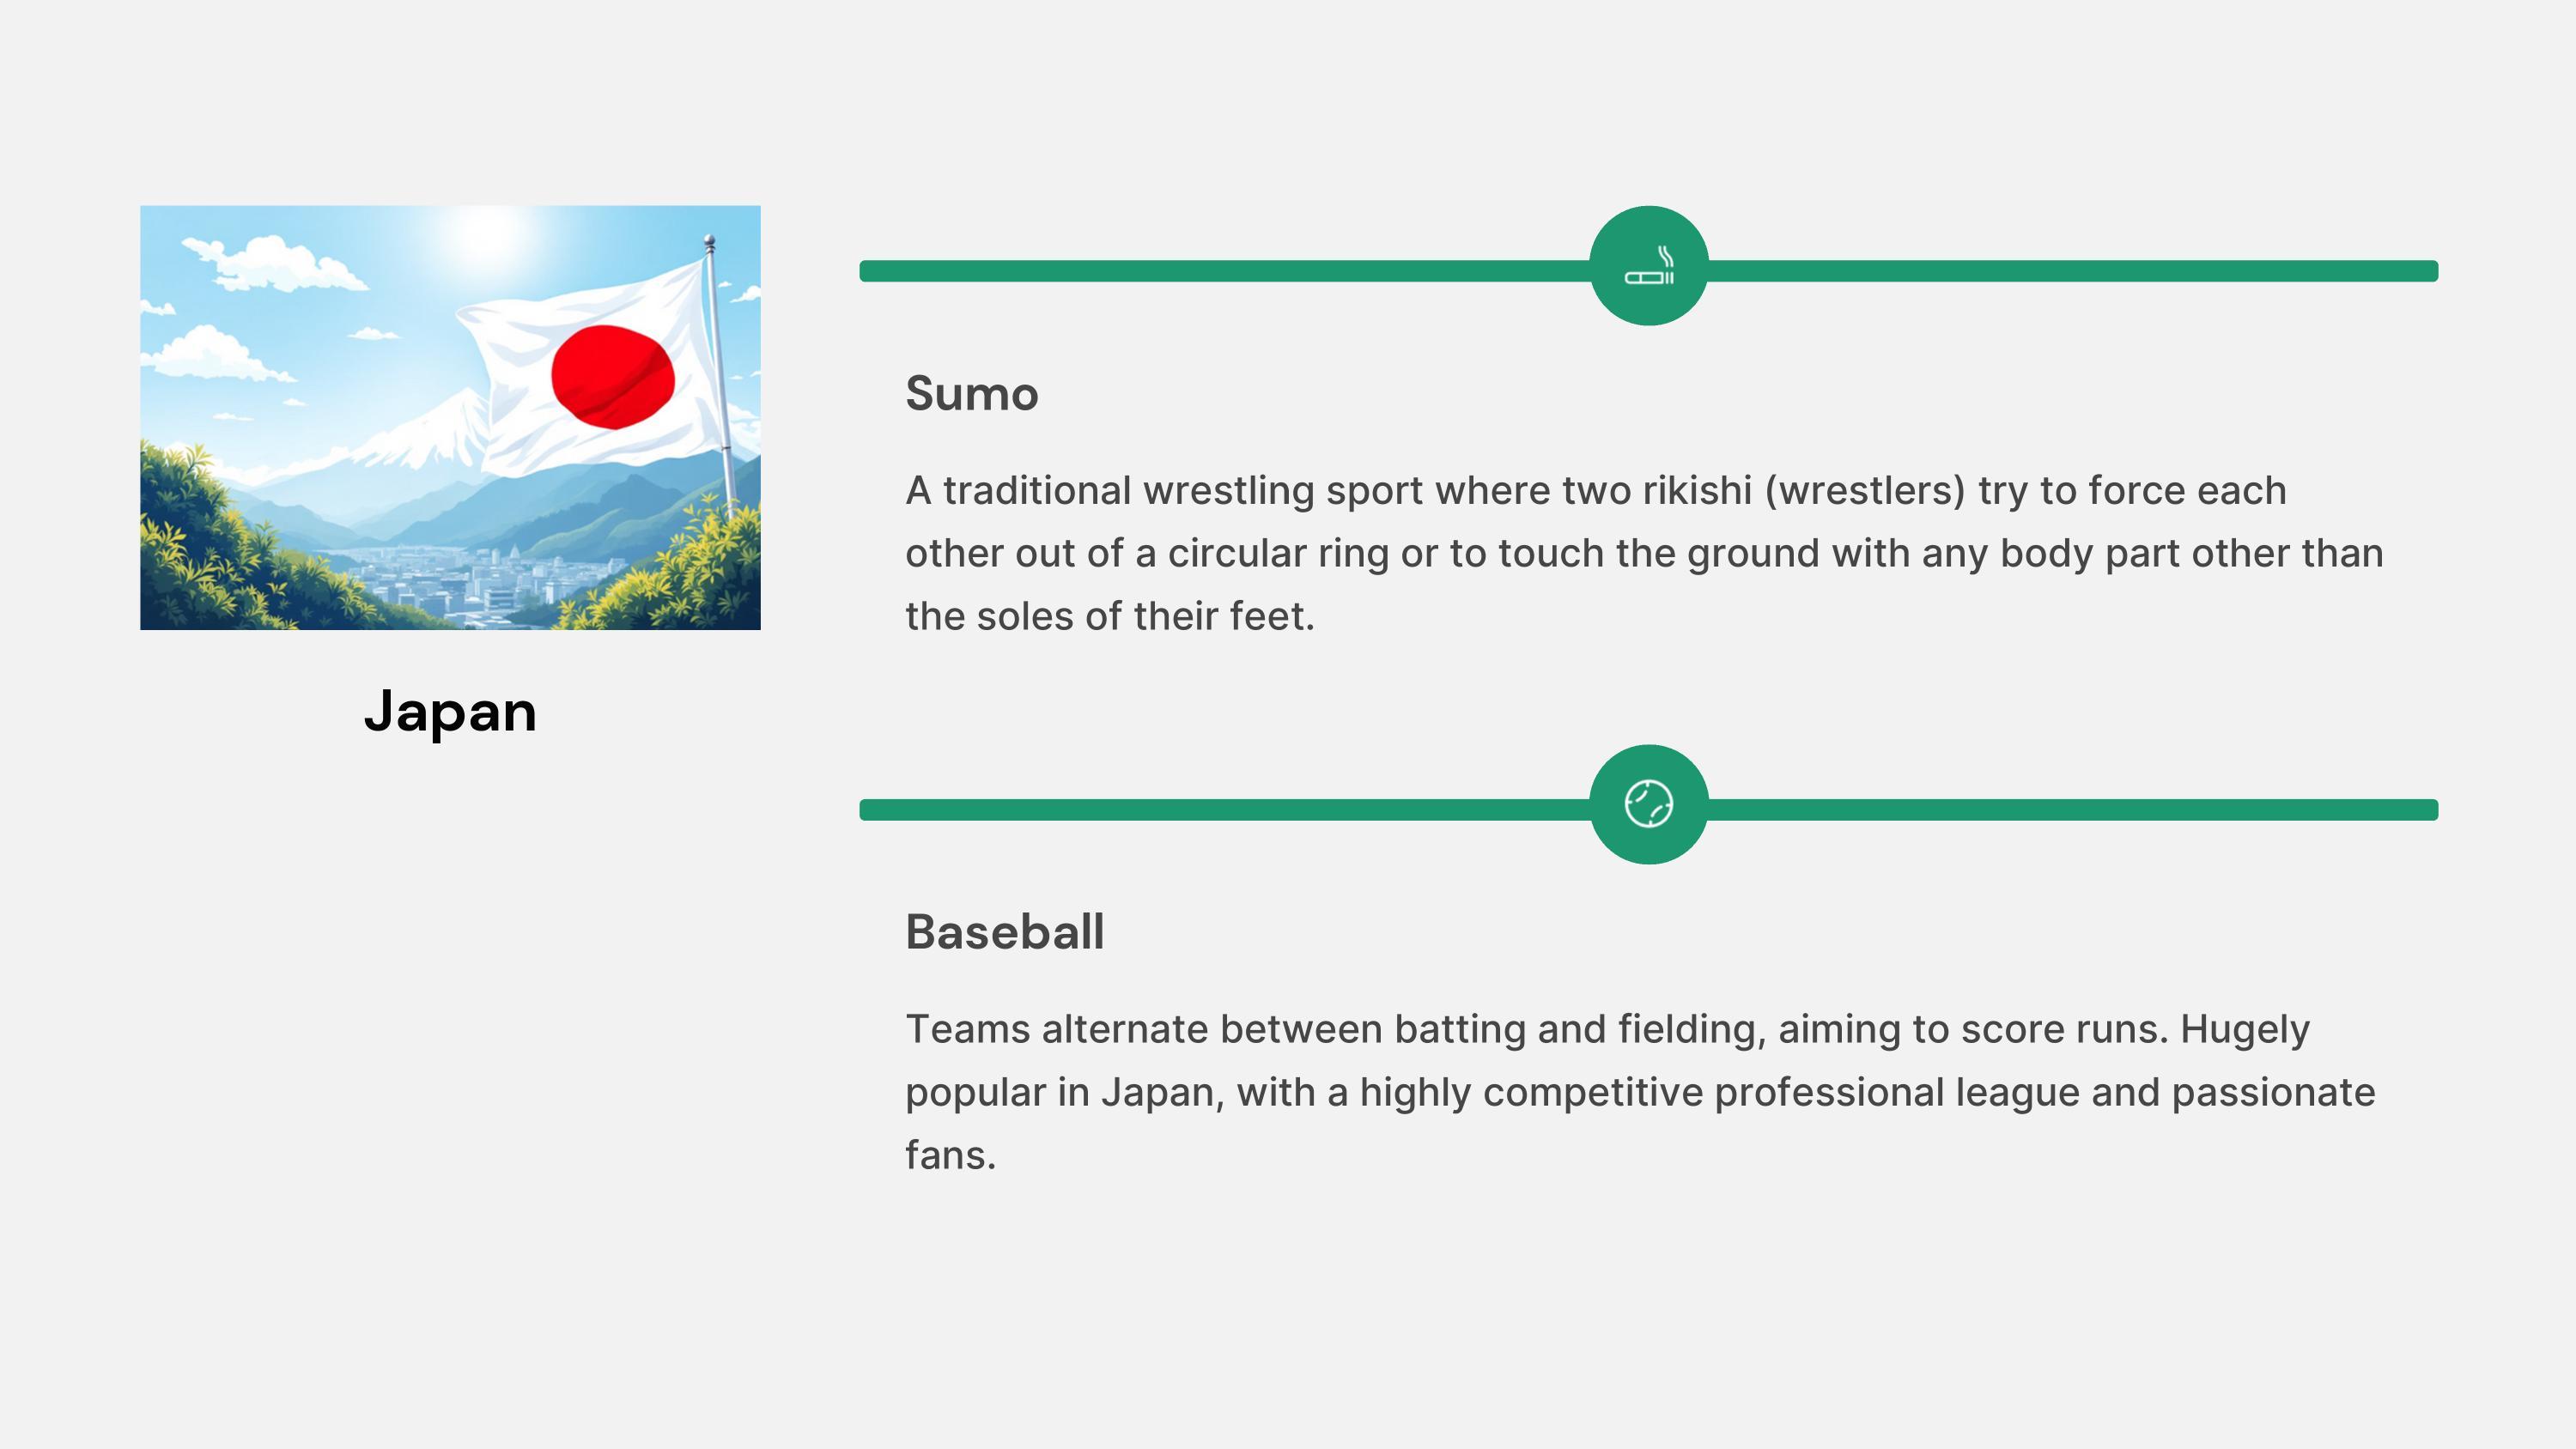 Japan
Sumo
A traditional wrestling sport where two rikishi (wrestlers) try to force each
other out of a circular ring or to touch the ground with any body part other than
the soles of their feet.
Baseball
Teams alternate between batting and fielding, aiming to score runs. Hugely
popular in Japan, with a highly competitive professional league and passionate
fans.